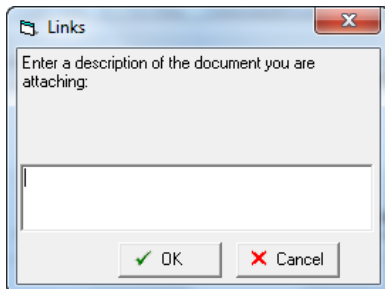 Links
Enter a description of the document you are
attaching:
OK
Cancel